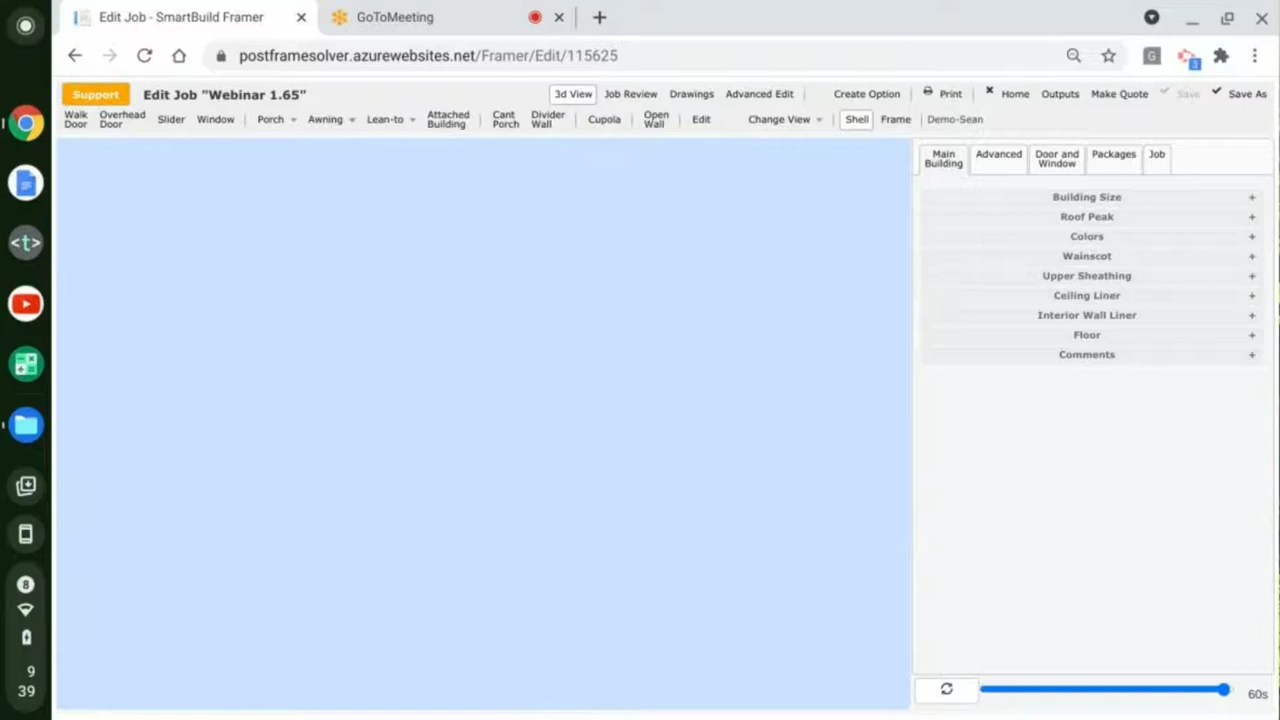 Edit Job - SmartBuild Framer
GoToMeeting
postframesolver.azurewebsites.net/Framer/Edit/115625
Support
Edit Job "Webinar 1.65"
3d View
Job Review
Drawings
Advanced Edit
Create Option
Print
Home
Outputs
Make Quote
Save
Save As
Walk
Door
Overhead
Door
Slider
Window
Porch
Awning
Lean-to
Attached
Building
Cant
Porch
Divider
Wall
Cupola
Open
Wall
Edit
Change View
Shell
Frame
Demo-Sean
Main
Building
Advanced
Door and
Window
Packages
Job
Building Size +
Roof Peak +
Colors +
Wainscot +
Upper Sheathing +
Ceiling Liner +
Interior Wall Liner +
Floor +
Comments +
60s
<t>
G
3
8
9
39